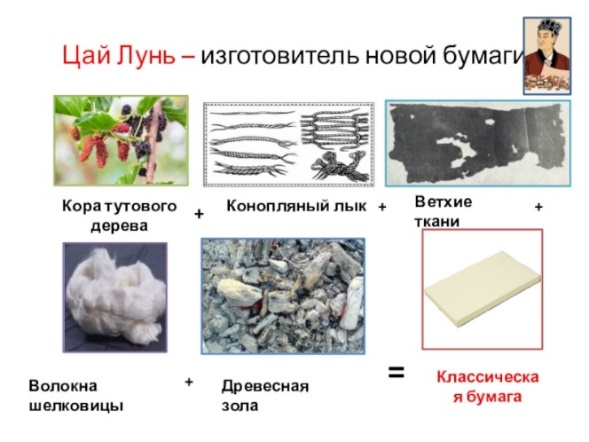 Цай Лунь – изготовитель новой бумаги
Кора тутового
дерева
+
Конопляный лык
+
Ветхие
ткани
+
Волокна
шелковицы
+
Древесная
зола
=
Классическа
я бумага